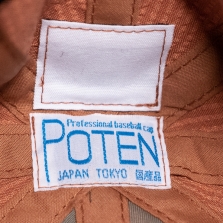 Professional baseball cap
POTEN
JAPAN TOKYO 国産品